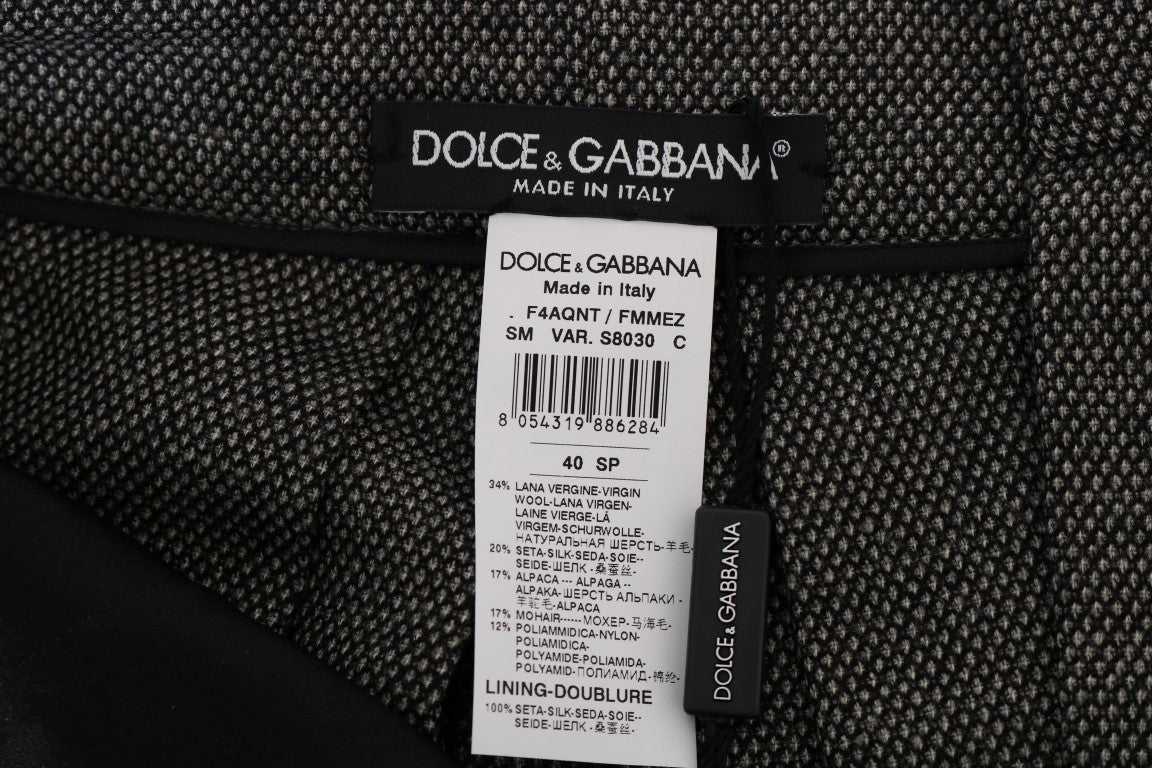 DOLCE & GABBANA®
MADE IN ITALY
DOLCE & GABBANA
Made in Italy
. F4AQNT / FMMEZ
SM VAR. S8030 C
8 054319 886284
40 SP
34% LANA VERGINE-VIRGIN
WOOL-LANA VIRGEN-
LAINE VIERGE-LÃ
VIRGEM-SCHURWOLLE-
НАТУРАЛЬНАЯ ШЕРСТЬ-羊毛-
20% SETA-SILK-SEDA-SOIE--
SEIDE-ШЕЛК -桑蚕丝-
17% ALPACA --- ALPAGA --
ALPAKA-ШЕРСТЬ АЛЬПАКИ -
羊驼毛-ALPACA
17% MOHAIR------ МОХЕР-马海毛-
12% POLIAMMIDICA-NYLON-
POLIAMIDICA-
POLYAMIDE-POLIAMIDA-
POLYAMID-ПОЛИАМИД-锦纶-
LINING-DOUBLURE
100% SETA-SILK-SEDA-SOIE--
SEIDE-ШЕЛК -桑蚕丝-
DOLCE & GABBANA